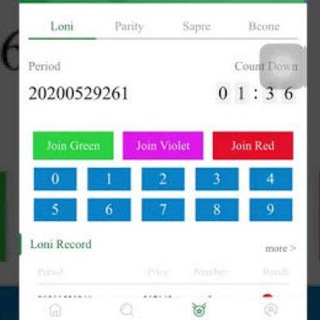 Loni Parity Sapre Bcone
Period Count Down
20200529261 0 1 : 3 6
Join Green Join Violet Join Red
0 1 2 3 4
5 6 7 8 9
Loni Record
more >
Period Price Number Result